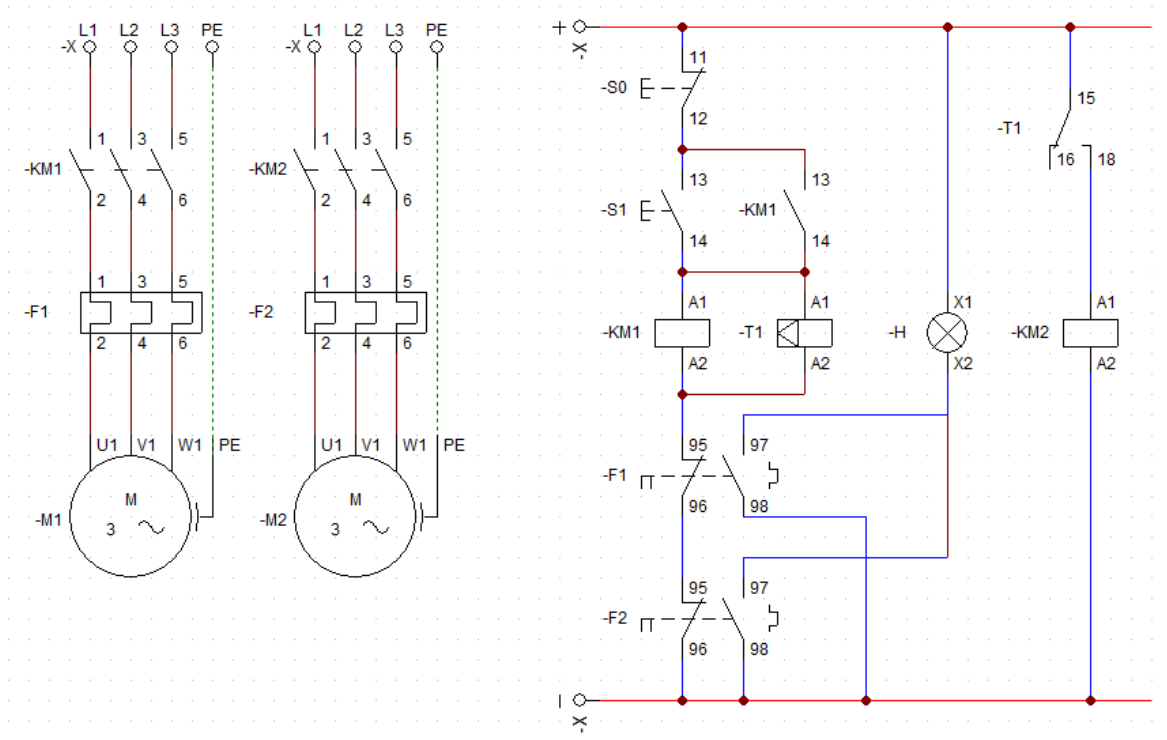 L1 L2 L3 PE
-X
1 3 5
-KM1
2 4 6
1 3 5
-F1
2 4 6
U1 V1 W1 PE
M
-M1
3
L1 L2 L3 PE
-X
1 3 5
-KM2
2 4 6
1 3 5
-F2
2 4 6
U1 V1 W1 PE
M
-M2
3
+
-X
11
-S0
12
13
-S1
14
13
-KM1
14
A1
-KM1
A2
A1
-T1
A2
X1
-H
X2
15
-T1
16 18
A1
-KM2
A2
95 97
-F1
96 98
95 97
-F2
96 98
-X